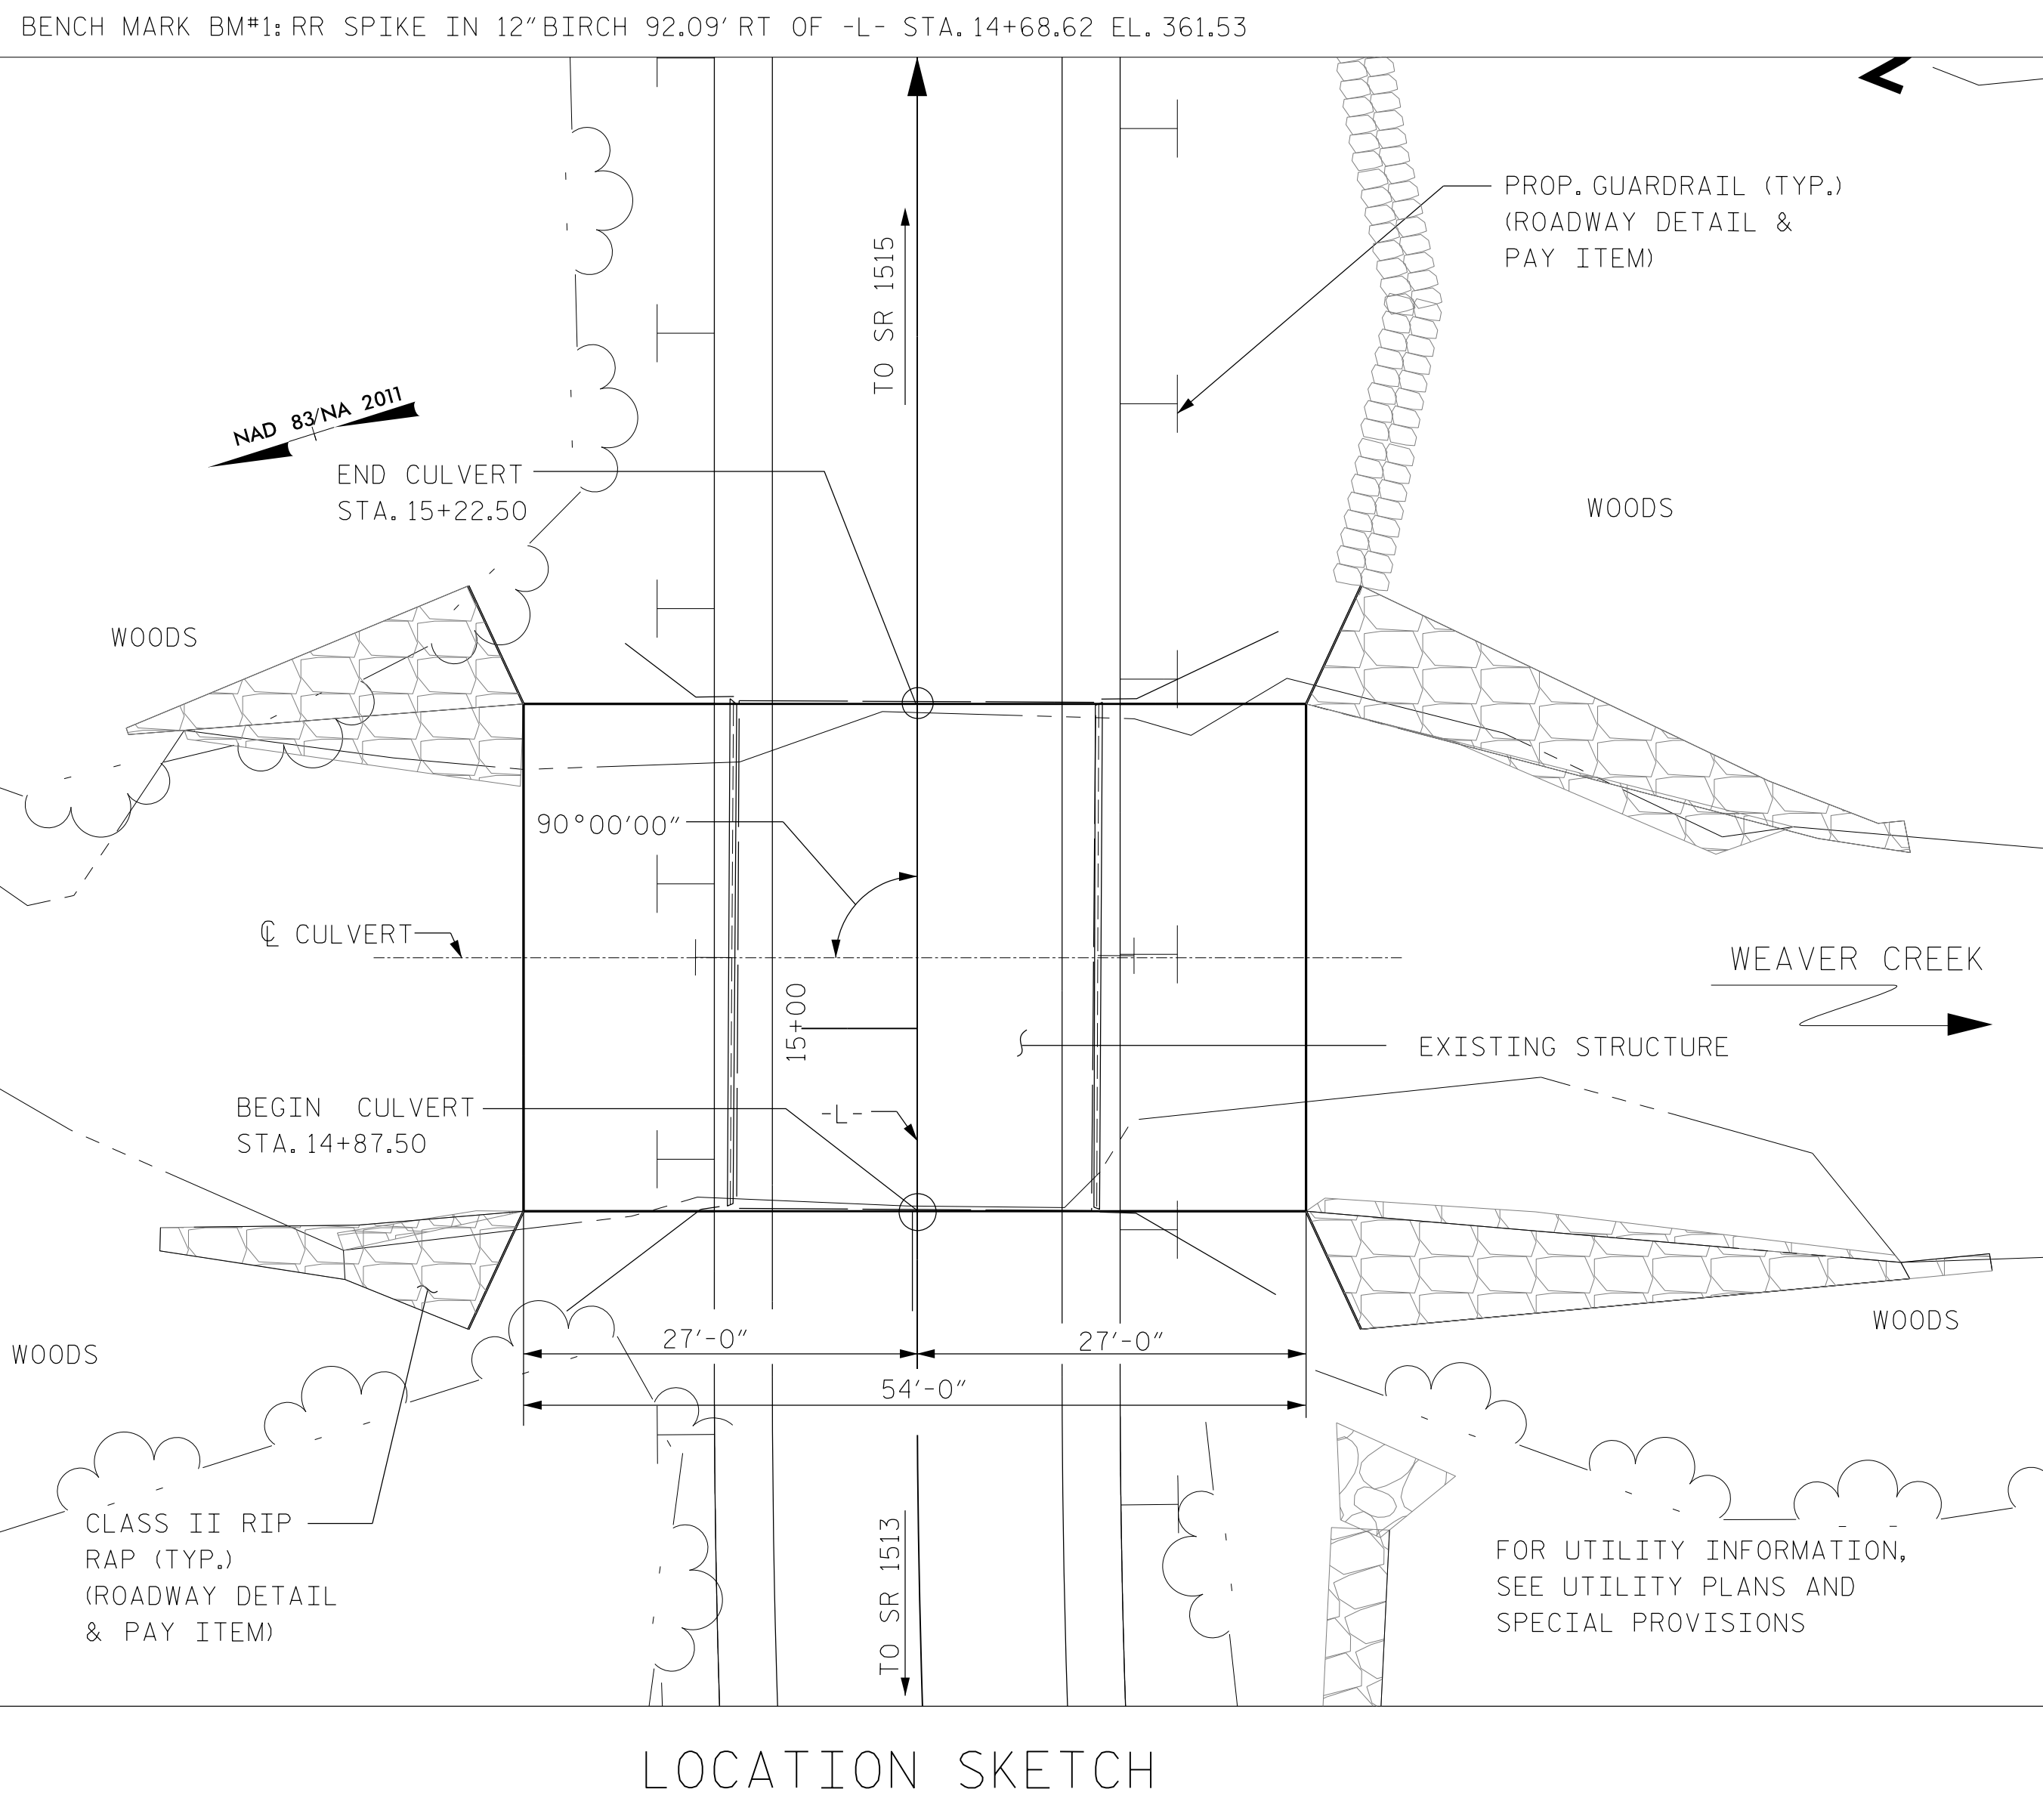 BENCH MARK BM#1: RR SPIKE IN 12" BIRCH 92.09' RT OF -L- STA. 14+68.62 EL. 361.53
PROP. GUARDRAIL (TYP.)
(ROADWAY DETAIL &
PAY ITEM)
TO SR 1515
NAD 83/NA 2011
END CULVERT
STA. 15+22.50
WOODS
WOODS
90°00'00"
℄ CULVERT
WEAVER CREEK
15+00
EXISTING STRUCTURE
BEGIN CULVERT
STA. 14+87.50
-L-
WOODS
WOODS
27'-0"
27'-0"
54'-0"
CLASS II RIP
RAP (TYP.)
(ROADWAY DETAIL
& PAY ITEM)
TO SR 1513
FOR UTILITY INFORMATION,
SEE UTILITY PLANS AND
SPECIAL PROVISIONS
LOCATION SKETCH